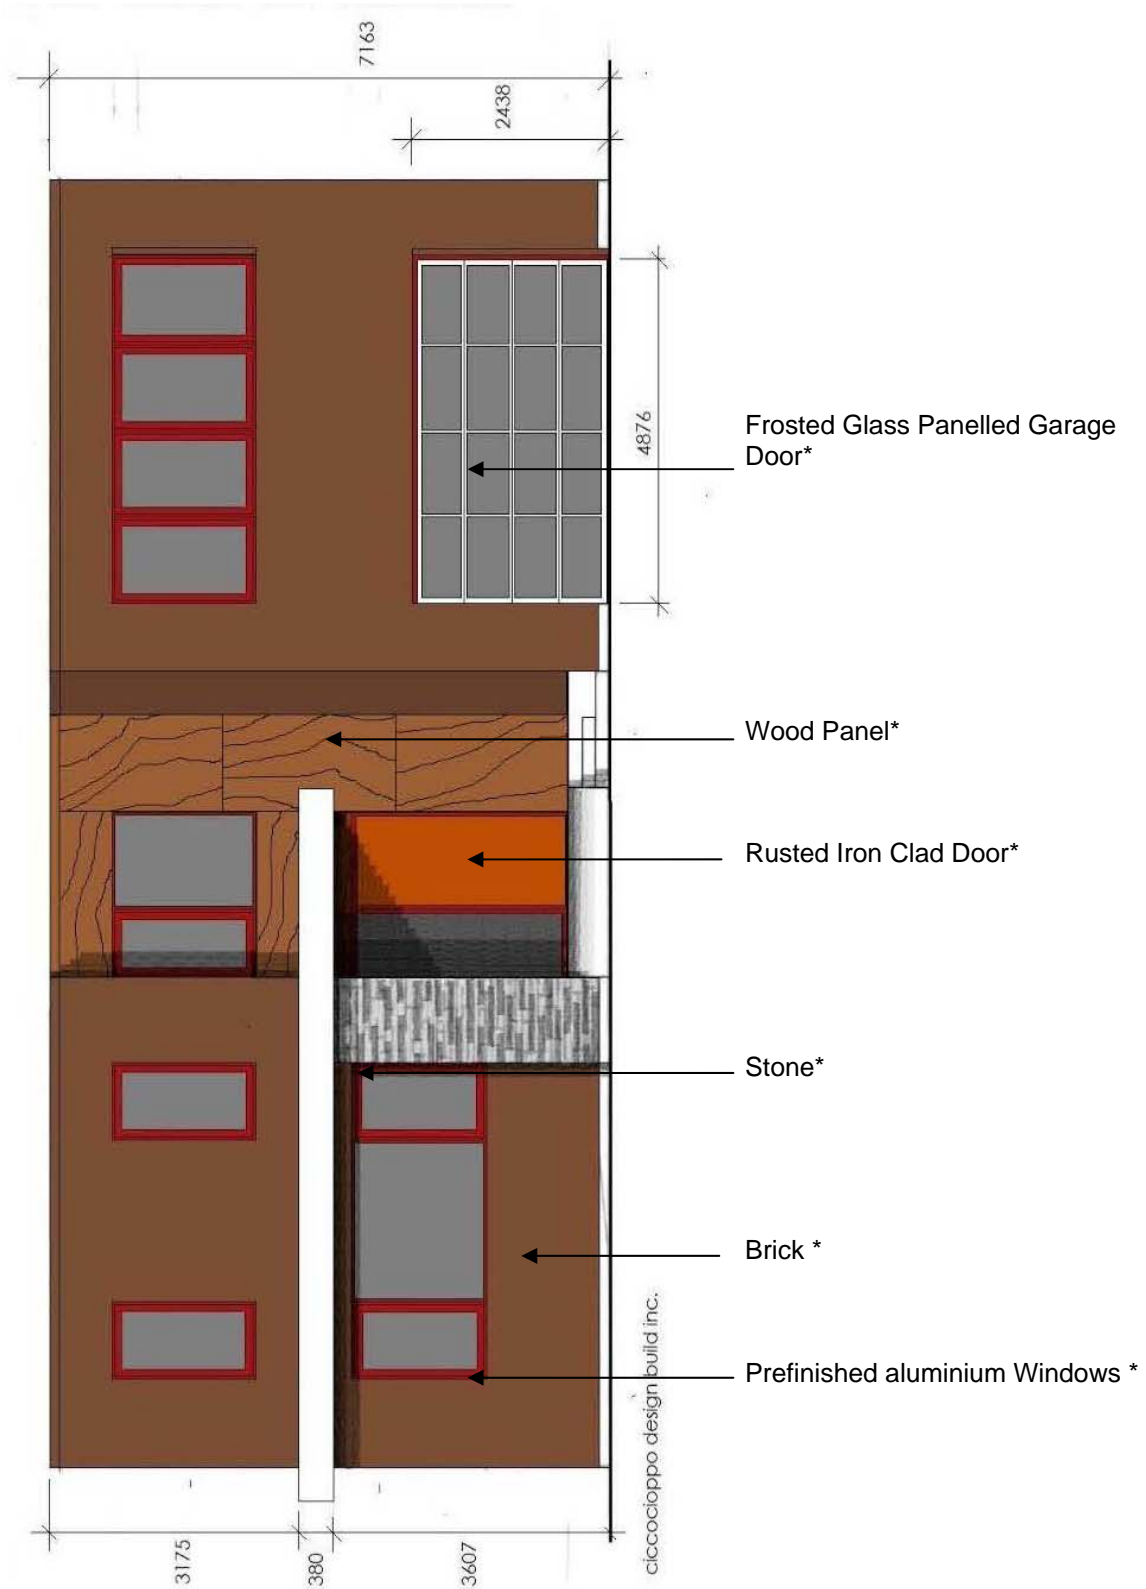 7163
2438
4876
Frosted Glass Panelled Garage
Door*
Wood Panel*
Rusted Iron Clad Door*
Stone*
Brick *
Prefinished aluminium Windows *
ciccocioppo design build inc.
3175
380
3607